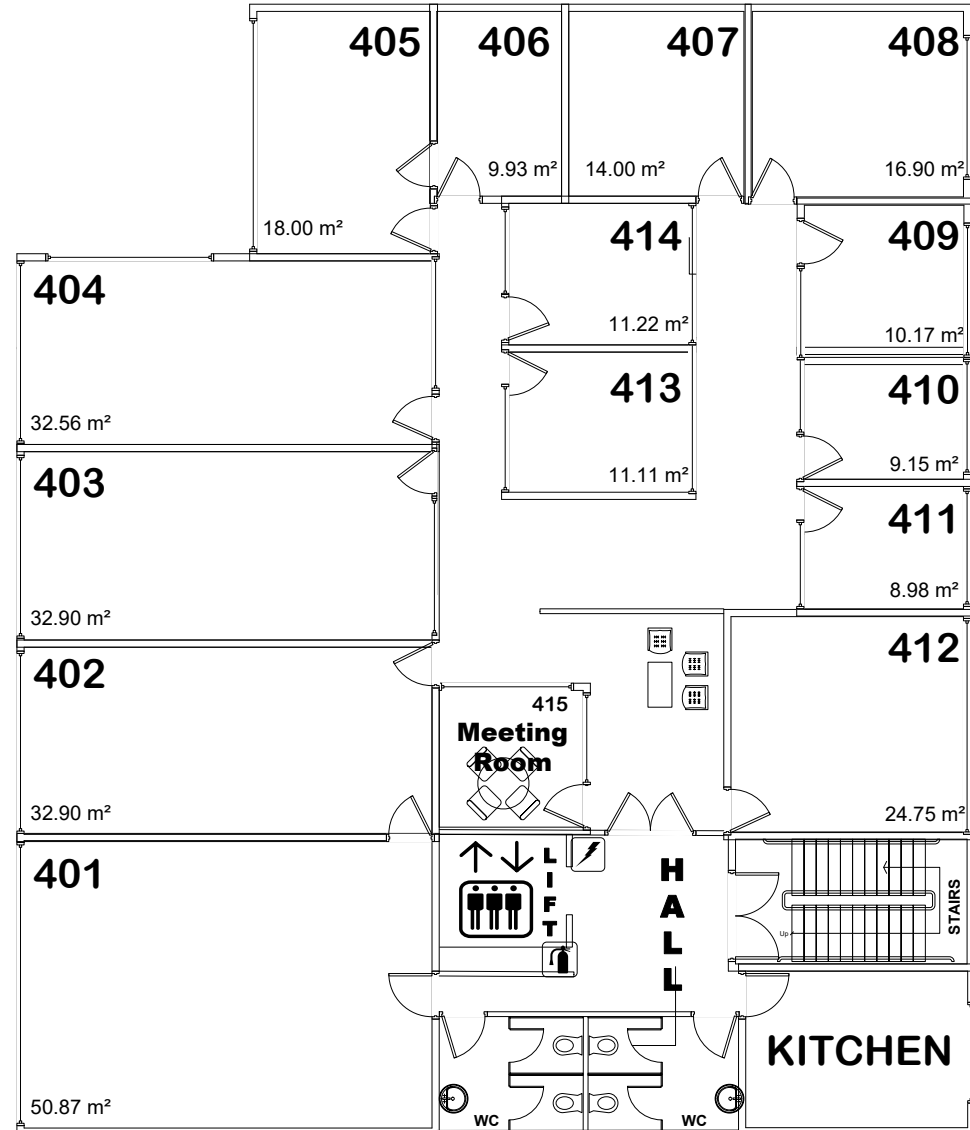 405
406
407
408
9.93 m²
14.00 m²
16.90 m²
18.00 m²
414
409
404
11.22 m²
10.17 m²
413
410
32.56 m²
9.15 m²
403
11.11 m²
411
8.98 m²
32.90 m²
412
402
415
Meeting
Room
32.90 m²
24.75 m²
401
LIFT
HALL
STAIRS
Up
KITCHEN
50.87 m²
WC
WC